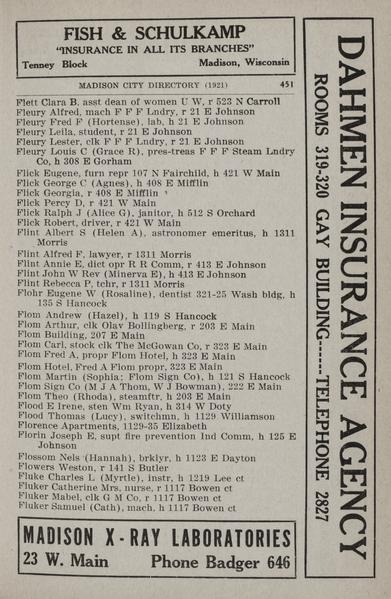 FISH & SCHULKAMP
"INSURANCE IN ALL ITS BRANCHES"
Tenney Block Madison, Wisconsin
MADISON CITY DIRECTORY (1921) 451
Flett Clara B, asst dean of women U W, r 523 N Carroll
Fleury Alfred, mach F F F Lndry, r 21 E Johnson
Fleury Fred F (Hortense), lab, h 21 E Johnson
Fleury Leila, student, r 21 E Johnson
Fleury Lester, clk F F F Lndry, r 21 E Johnson
Fleury Louis C (Grace R), pres-treas F F F Steam Lndry
Co, h 308 E Gorham
Flick Eugene, furn repr 107 N Fairchild, h 421 W Main
Flick George C (Agnes), h 408 E Mifflin
Flick Georgia, r 408 E Mifflin
Flick Percy D, r 421 W Main
Flick Ralph J (Alice G), janitor, h 512 S Orchard
Flick Robert, driver, r 421 W Main
Flint Albert S (Helen A), astronomer emeritus, h 1311
Morris
Flint Alfred F, lawyer, r 1311 Morris
Flint Annie E, dict opr R R Comm, r 413 E Johnson
Flint John W Rev (Minerva E), h 413 E Johnson
Flint Rebecca P, tchr, r 1311 Morris
Flohr Eugene W (Rosaline), dentist 321-25 Wash bldg, h
135 S Hancock
Flom Andrew (Hazel), h 119 S Hancock
Flom Arthur, clk Olav Bollingberg, r 203 E Main
Flom Building, 207 E Main
Flom Carl, stock clk The McGowan Co, r 323 E Main
Flom Fred A, propr Flom Hotel, h 323 E Main
Flom Hotel, Fred A Flom propr, 323 E Main
Flom Martin (Sophia; Flom Sign Co), h 121 S Hancock
Flom Sign Co (M J A Thom, W J Bowman), 222 E Main
Flom Theo (Rhoda), steamftr, h 203 E Main
Flood E Irene, sten Wm Ryan, h 314 W Doty
Flood Thomas (Lucy), switchmn, h 1129 Williamson
Florence Apartments, 1129-35 Elizabeth
Florin Joseph E, supt fire prevention Ind Comm, h 125 E
Johnson
Flossom Nels (Hannah), brklyr, h 1123 E Dayton
Flowers Weston, r 141 S Butler
Fluke Charles L (Myrtle), instr, h 1219 Lee ct
Fluker Catherine Mrs, nurse, r 1117 Bowen ct
Fluker Mabel, clk G M Co, r 1117 Bowen ct
Fluker Samuel (Cath), mach, h 1117 Bowen ct
MADISON X-RAY LABORATORIES
23 W. Main Phone Badger 646
DAHMEN INSURANCE AGENCY
ROOMS 319-320 GAY BUILDING------TELEPHONE 2827